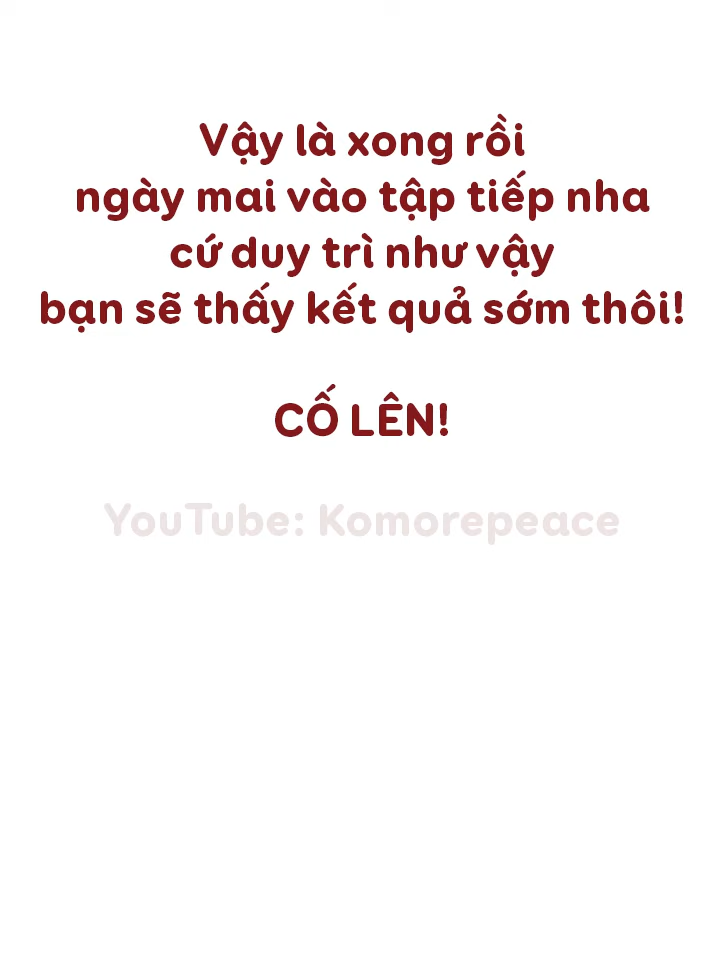 Vậy là xong rồi
ngày mai vào tập tiếp nha
cứ duy trì như vậy
bạn sẽ thấy kết quả sớm thôi!
CỐ LÊN!
YouTube: Komorepeace